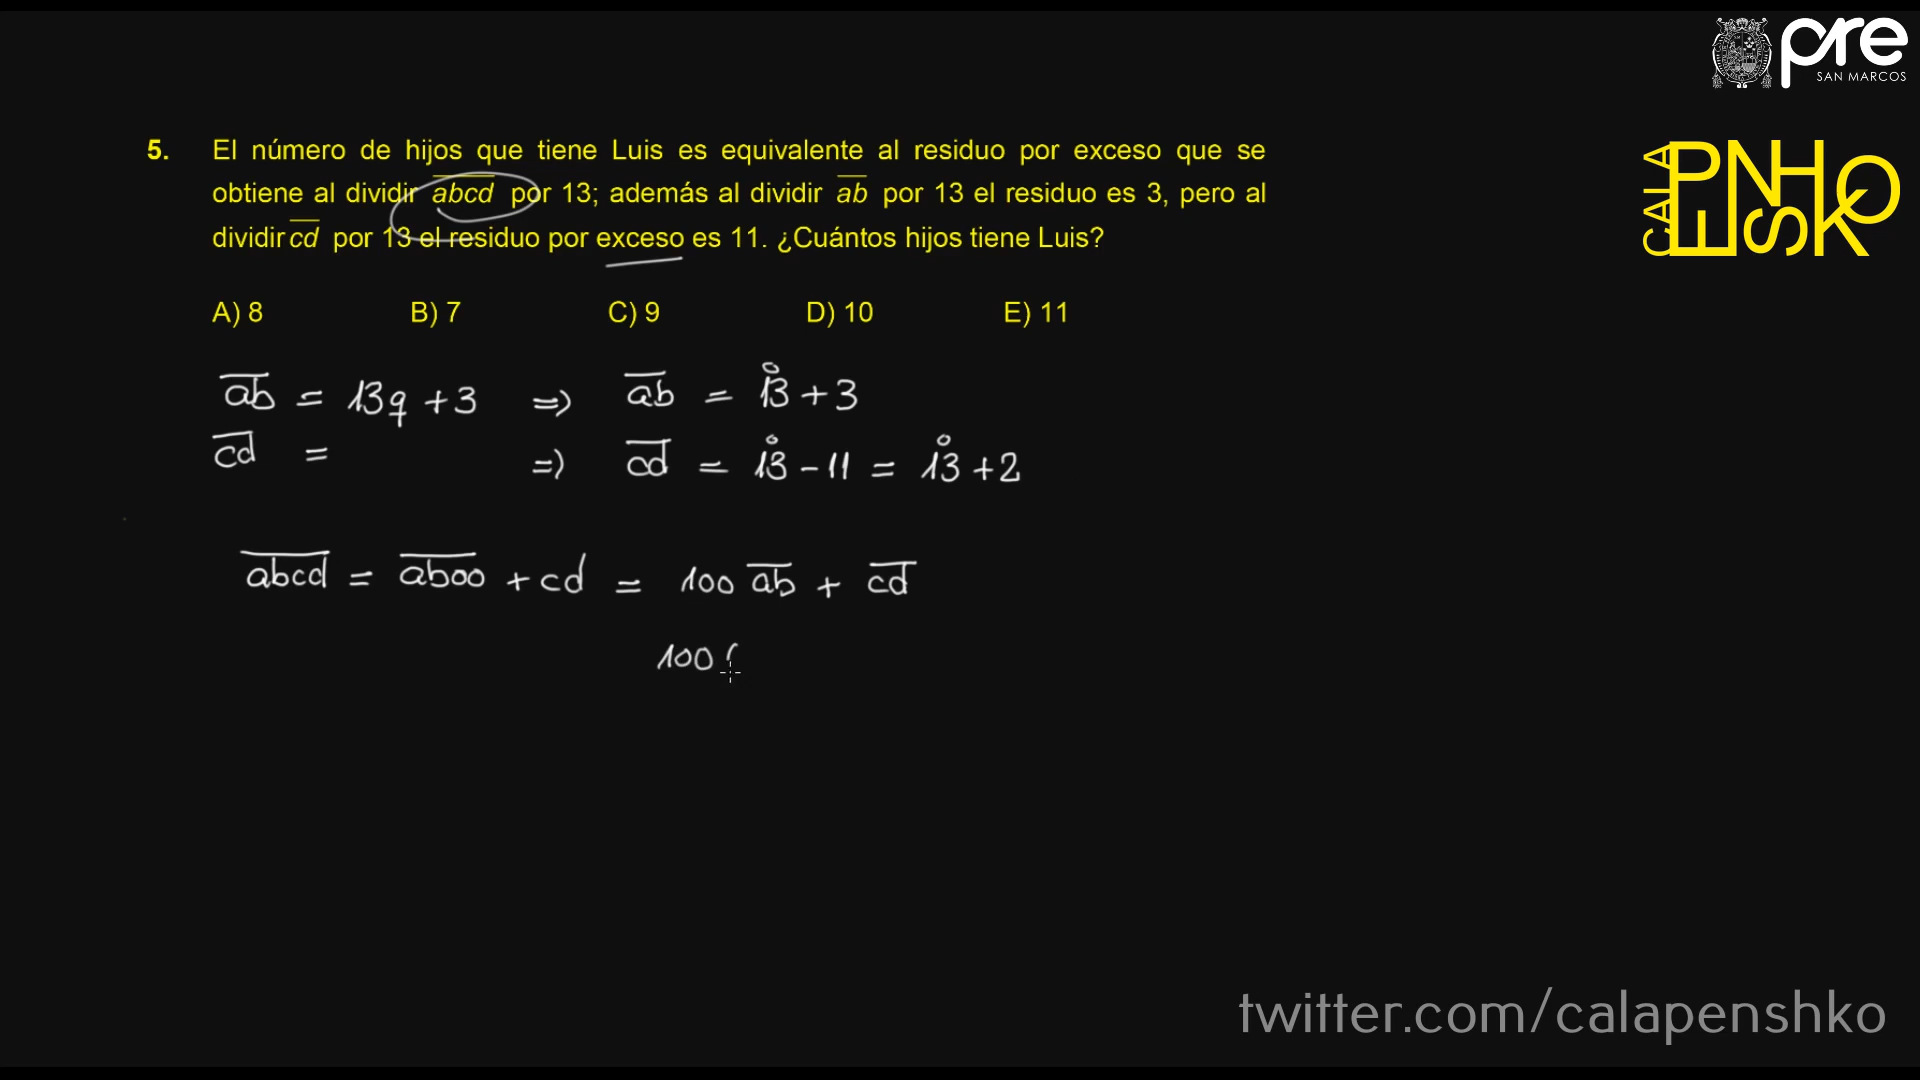 pre
SAN MARCOS
CALA
PENSHKO
5. El número de hijos que tiene Luis es equivalente al residuo por exceso que se
obtiene al dividir abcd por 13; además al dividir ab por 13 el residuo es 3, pero al
dividir cd por 13 el residuo por exceso es 11. ¿Cuántos hijos tiene Luis?
A) 8 B) 7 C) 9 D) 10 E) 11
ab = 13q + 3 => ab = 13° + 3
cd = => cd = 13° - 11 = 13° + 2
abcd = ab00 + cd = 100 ab + cd
100 (
twitter.com/calapenshko